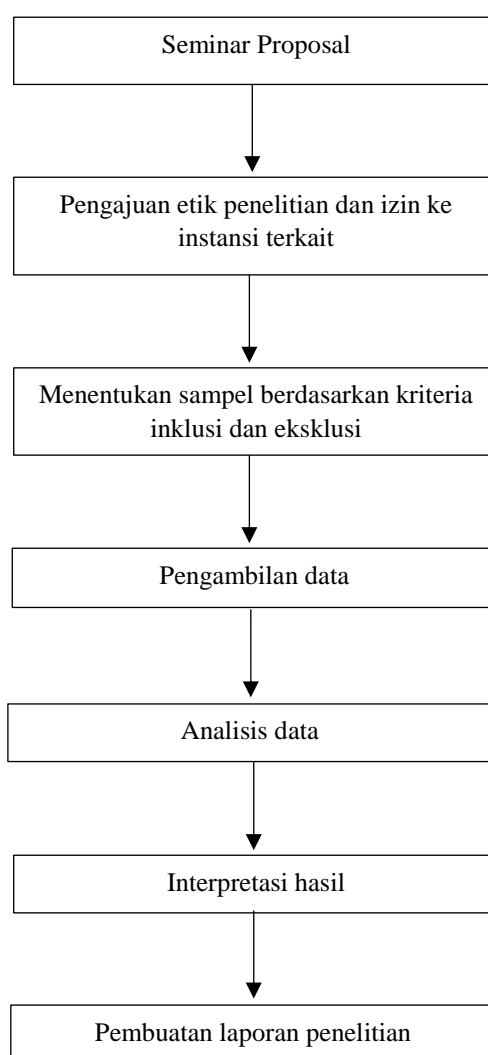 Seminar Proposal
Pengajuan etik penelitian dan izin ke
instansi terkait
Menentukan sampel berdasarkan kriteria
inklusi dan eksklusi
Pengambilan data
Analisis data
Interpretasi hasil
Pembuatan laporan penelitian